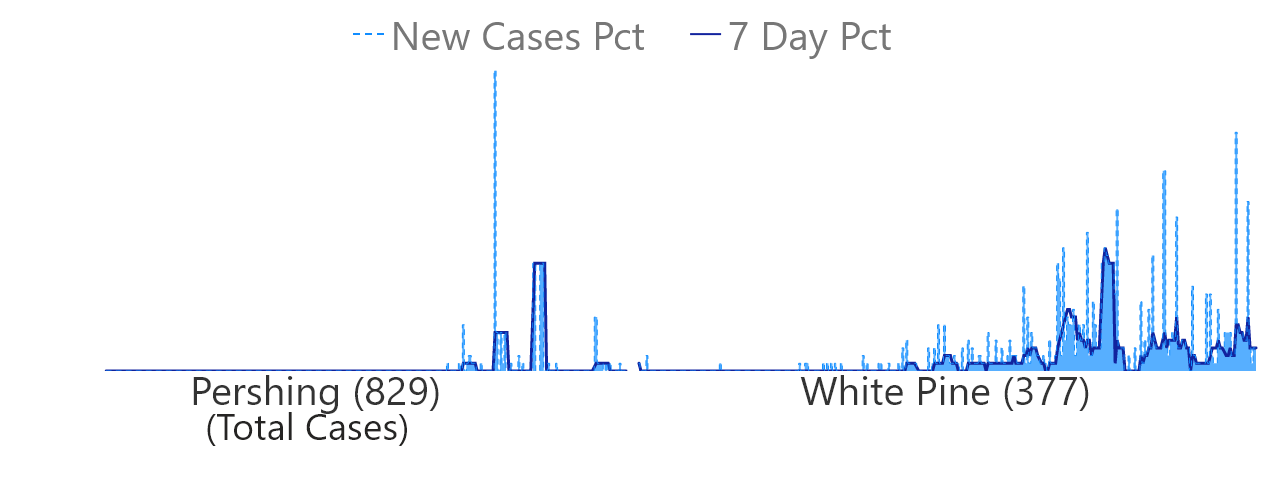 New Cases Pct 7 Day Pct
Pershing (829) White Pine (377)
(Total Cases)